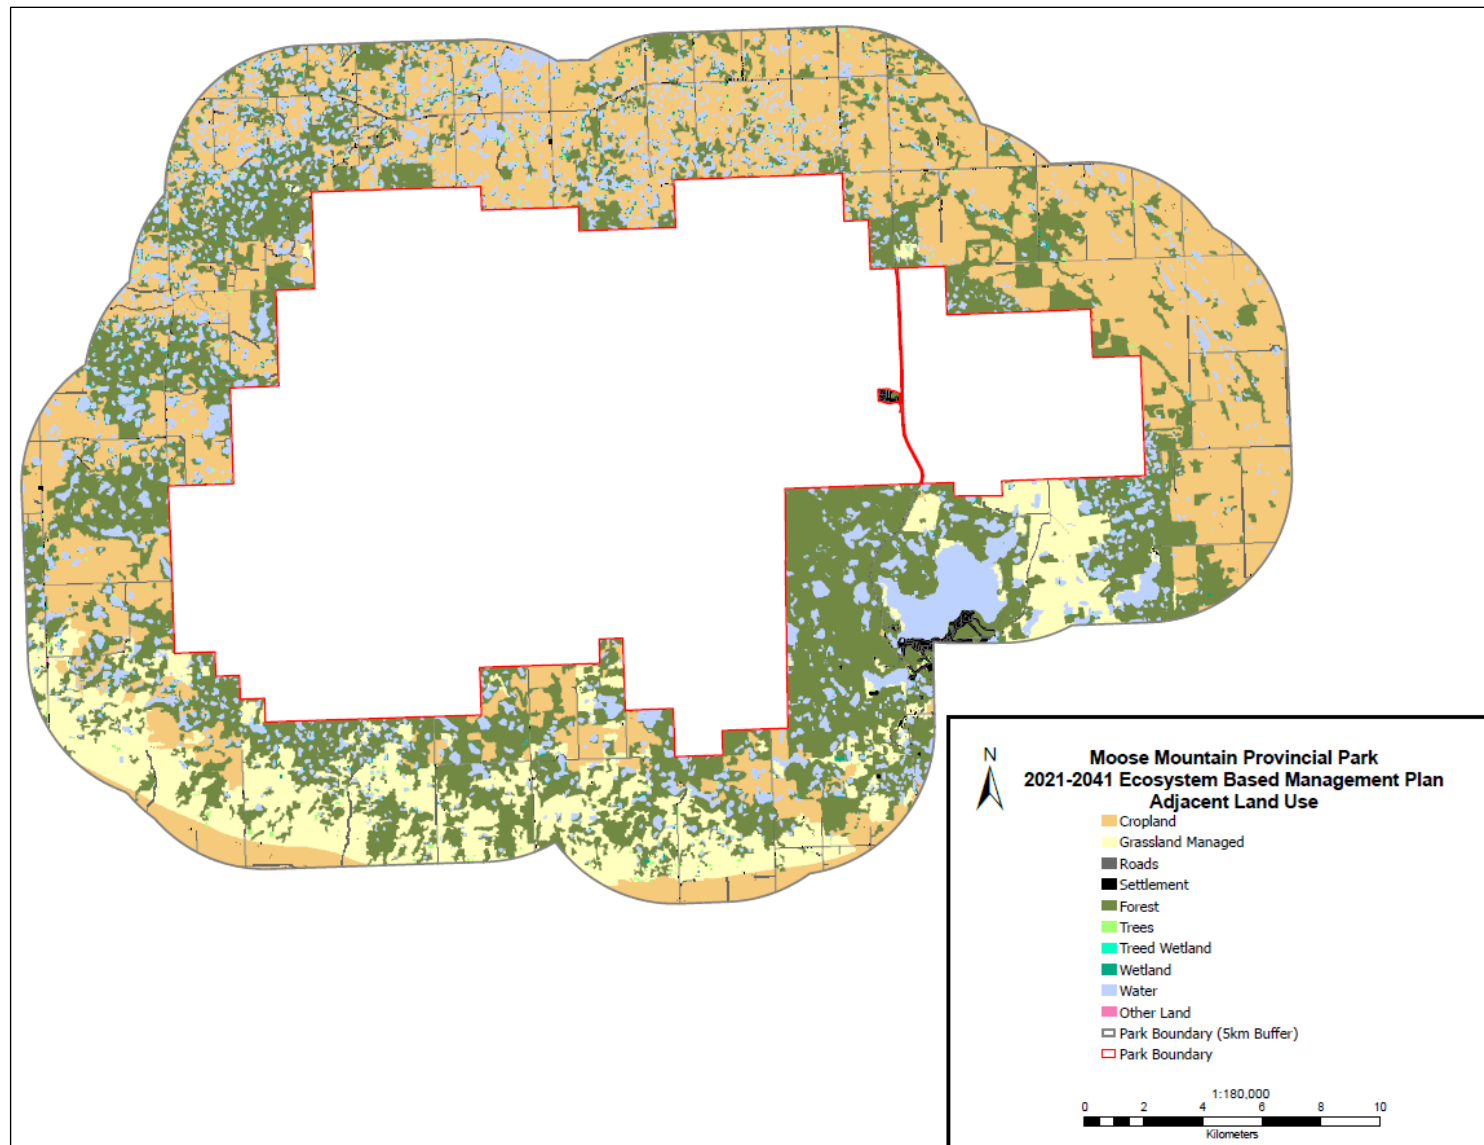 N
Moose Mountain Provincial Park
2021-2041 Ecosystem Based Management Plan
Adjacent Land Use
Cropland
Grassland Managed
Roads
Settlement
Forest
Trees
Treed Wetland
Wetland
Water
Other Land
Park Boundary (5km Buffer)
Park Boundary
1:180,000
0 2 4 6 8 10
Kilometers